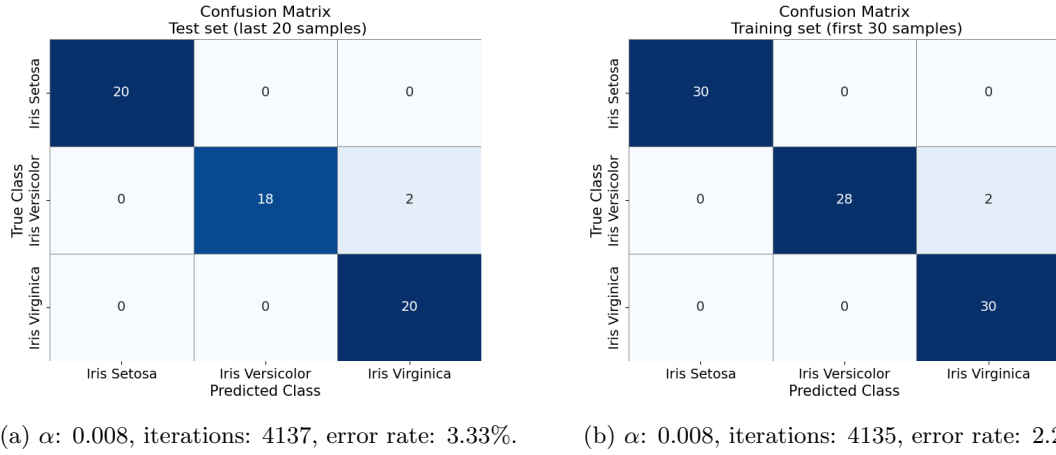 Confusion Matrix
Test set (last 20 samples)
True Class
Iris Setosa
Iris Versicolor
Iris Virginica
20 0 0
0 18 2
0 0 20
Iris Setosa Iris Versicolor Iris Virginica
Predicted Class
(a) α: 0.008, iterations: 4137, error rate: 3.33%.
Confusion Matrix
Training set (first 30 samples)
True Class
Iris Setosa
Iris Versicolor
Iris Virginica
30 0 0
0 28 2
0 0 30
Iris Setosa Iris Versicolor Iris Virginica
Predicted Class
(b) α: 0.008, iterations: 4135, error rate: 2.2